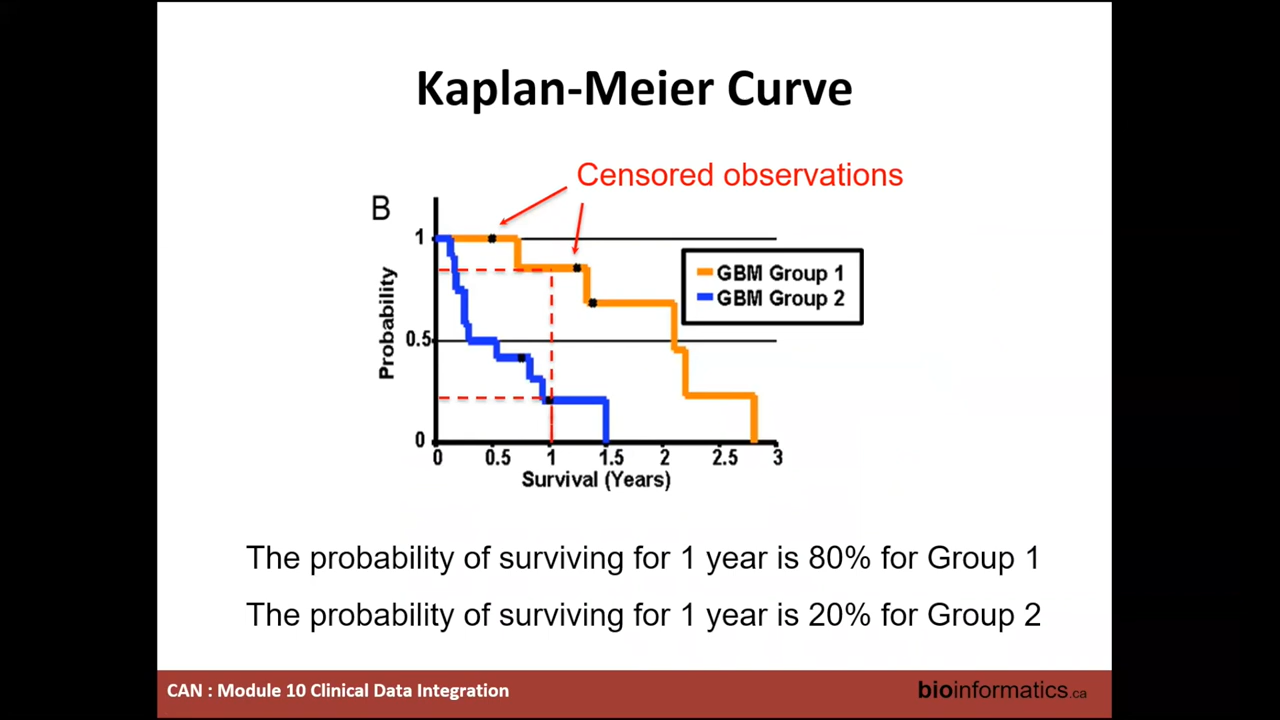 Kaplan-Meier Curve
Censored observations
B
1
GBM Group 1
GBM Group 2
Probability
0.5
0
0 0.5 1 1.5 2 2.5 3
Survival (Years)
The probability of surviving for 1 year is 80% for Group 1
The probability of surviving for 1 year is 20% for Group 2
CAN : Module 10 Clinical Data Integration
bioinformatics.ca